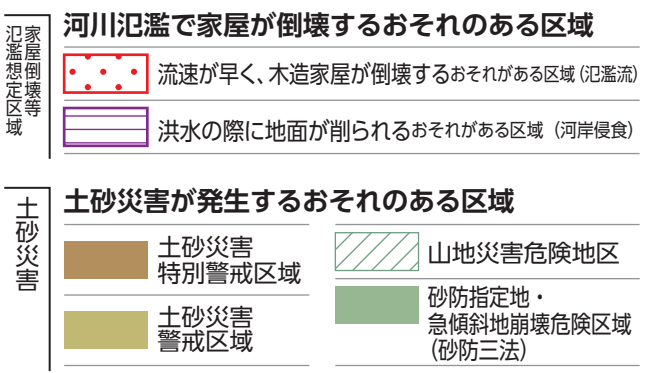 家屋倒壊等
氾濫想定区域
河川氾濫で家屋が倒壊するおそれのある区域
流速が早く、木造家屋が倒壊するおそれがある区域(氾濫流)
洪水の際に地面が削られるおそれがある区域（河岸侵食）
土砂災害
土砂災害が発生するおそれのある区域
土砂災害
特別警戒区域
土砂災害
警戒区域
山地災害危険地区
砂防指定地・
急傾斜地崩壊危険区域
(砂防三法)